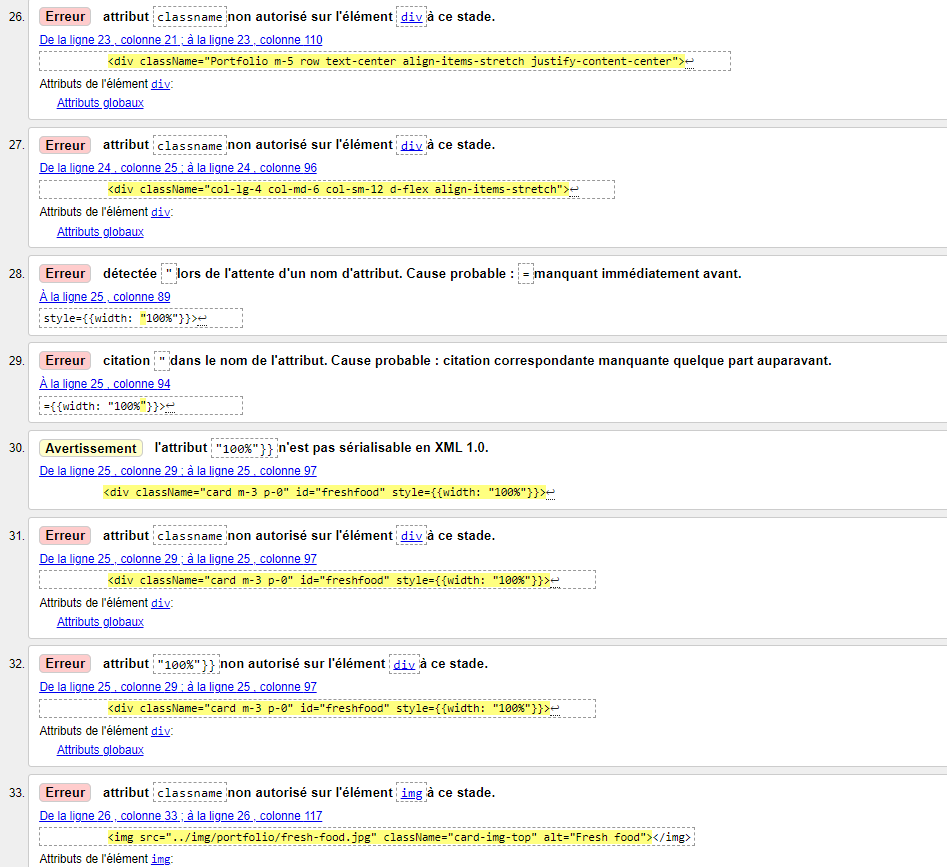 26. Erreur attribut classname non autorisé sur l'élément div à ce stade.
De la ligne 23 , colonne 21 ; à la ligne 23 , colonne 110
<div className="Portfolio m-5 row text-center align-items-stretch justify-content-center">↩
Attributs de l'élément div:
Attributs globaux
27. Erreur attribut classname non autorisé sur l'élément div à ce stade.
De la ligne 24 , colonne 25 ; à la ligne 24 , colonne 96
<div className="col-lg-4 col-md-6 col-sm-12 d-flex align-items-stretch">↩
Attributs de l'élément div:
Attributs globaux
28. Erreur détectée " lors de l'attente d'un nom d'attribut. Cause probable : = manquant immédiatement avant.
À la ligne 25 , colonne 89
style={{width: "100%"}}>↩
29. Erreur citation " dans le nom de l'attribut. Cause probable : citation correspondante manquante quelque part auparavant.
À la ligne 25 , colonne 94
={{width: "100%"}}>↩
30. Avertissement l'attribut "100%"}} n'est pas sérialisable en XML 1.0.
De la ligne 25 , colonne 29 ; à la ligne 25 , colonne 97
<div className="card m-3 p-0" id="freshfood" style={{width: "100%"}}>↩
31. Erreur attribut classname non autorisé sur l'élément div à ce stade.
De la ligne 25 , colonne 29 ; à la ligne 25 , colonne 97
<div className="card m-3 p-0" id="freshfood" style={{width: "100%"}}>↩
Attributs de l'élément div:
Attributs globaux
32. Erreur attribut "100%"}} non autorisé sur l'élément div à ce stade.
De la ligne 25 , colonne 29 ; à la ligne 25 , colonne 97
<div className="card m-3 p-0" id="freshfood" style={{width: "100%"}}>↩
Attributs de l'élément div:
Attributs globaux
33. Erreur attribut classname non autorisé sur l'élément img à ce stade.
De la ligne 26 , colonne 33 ; à la ligne 26 , colonne 117
<img src="../img/portfolio/fresh-food.jpg" className="card-img-top" alt="Fresh food"></img>
Attributs de l'élément img: